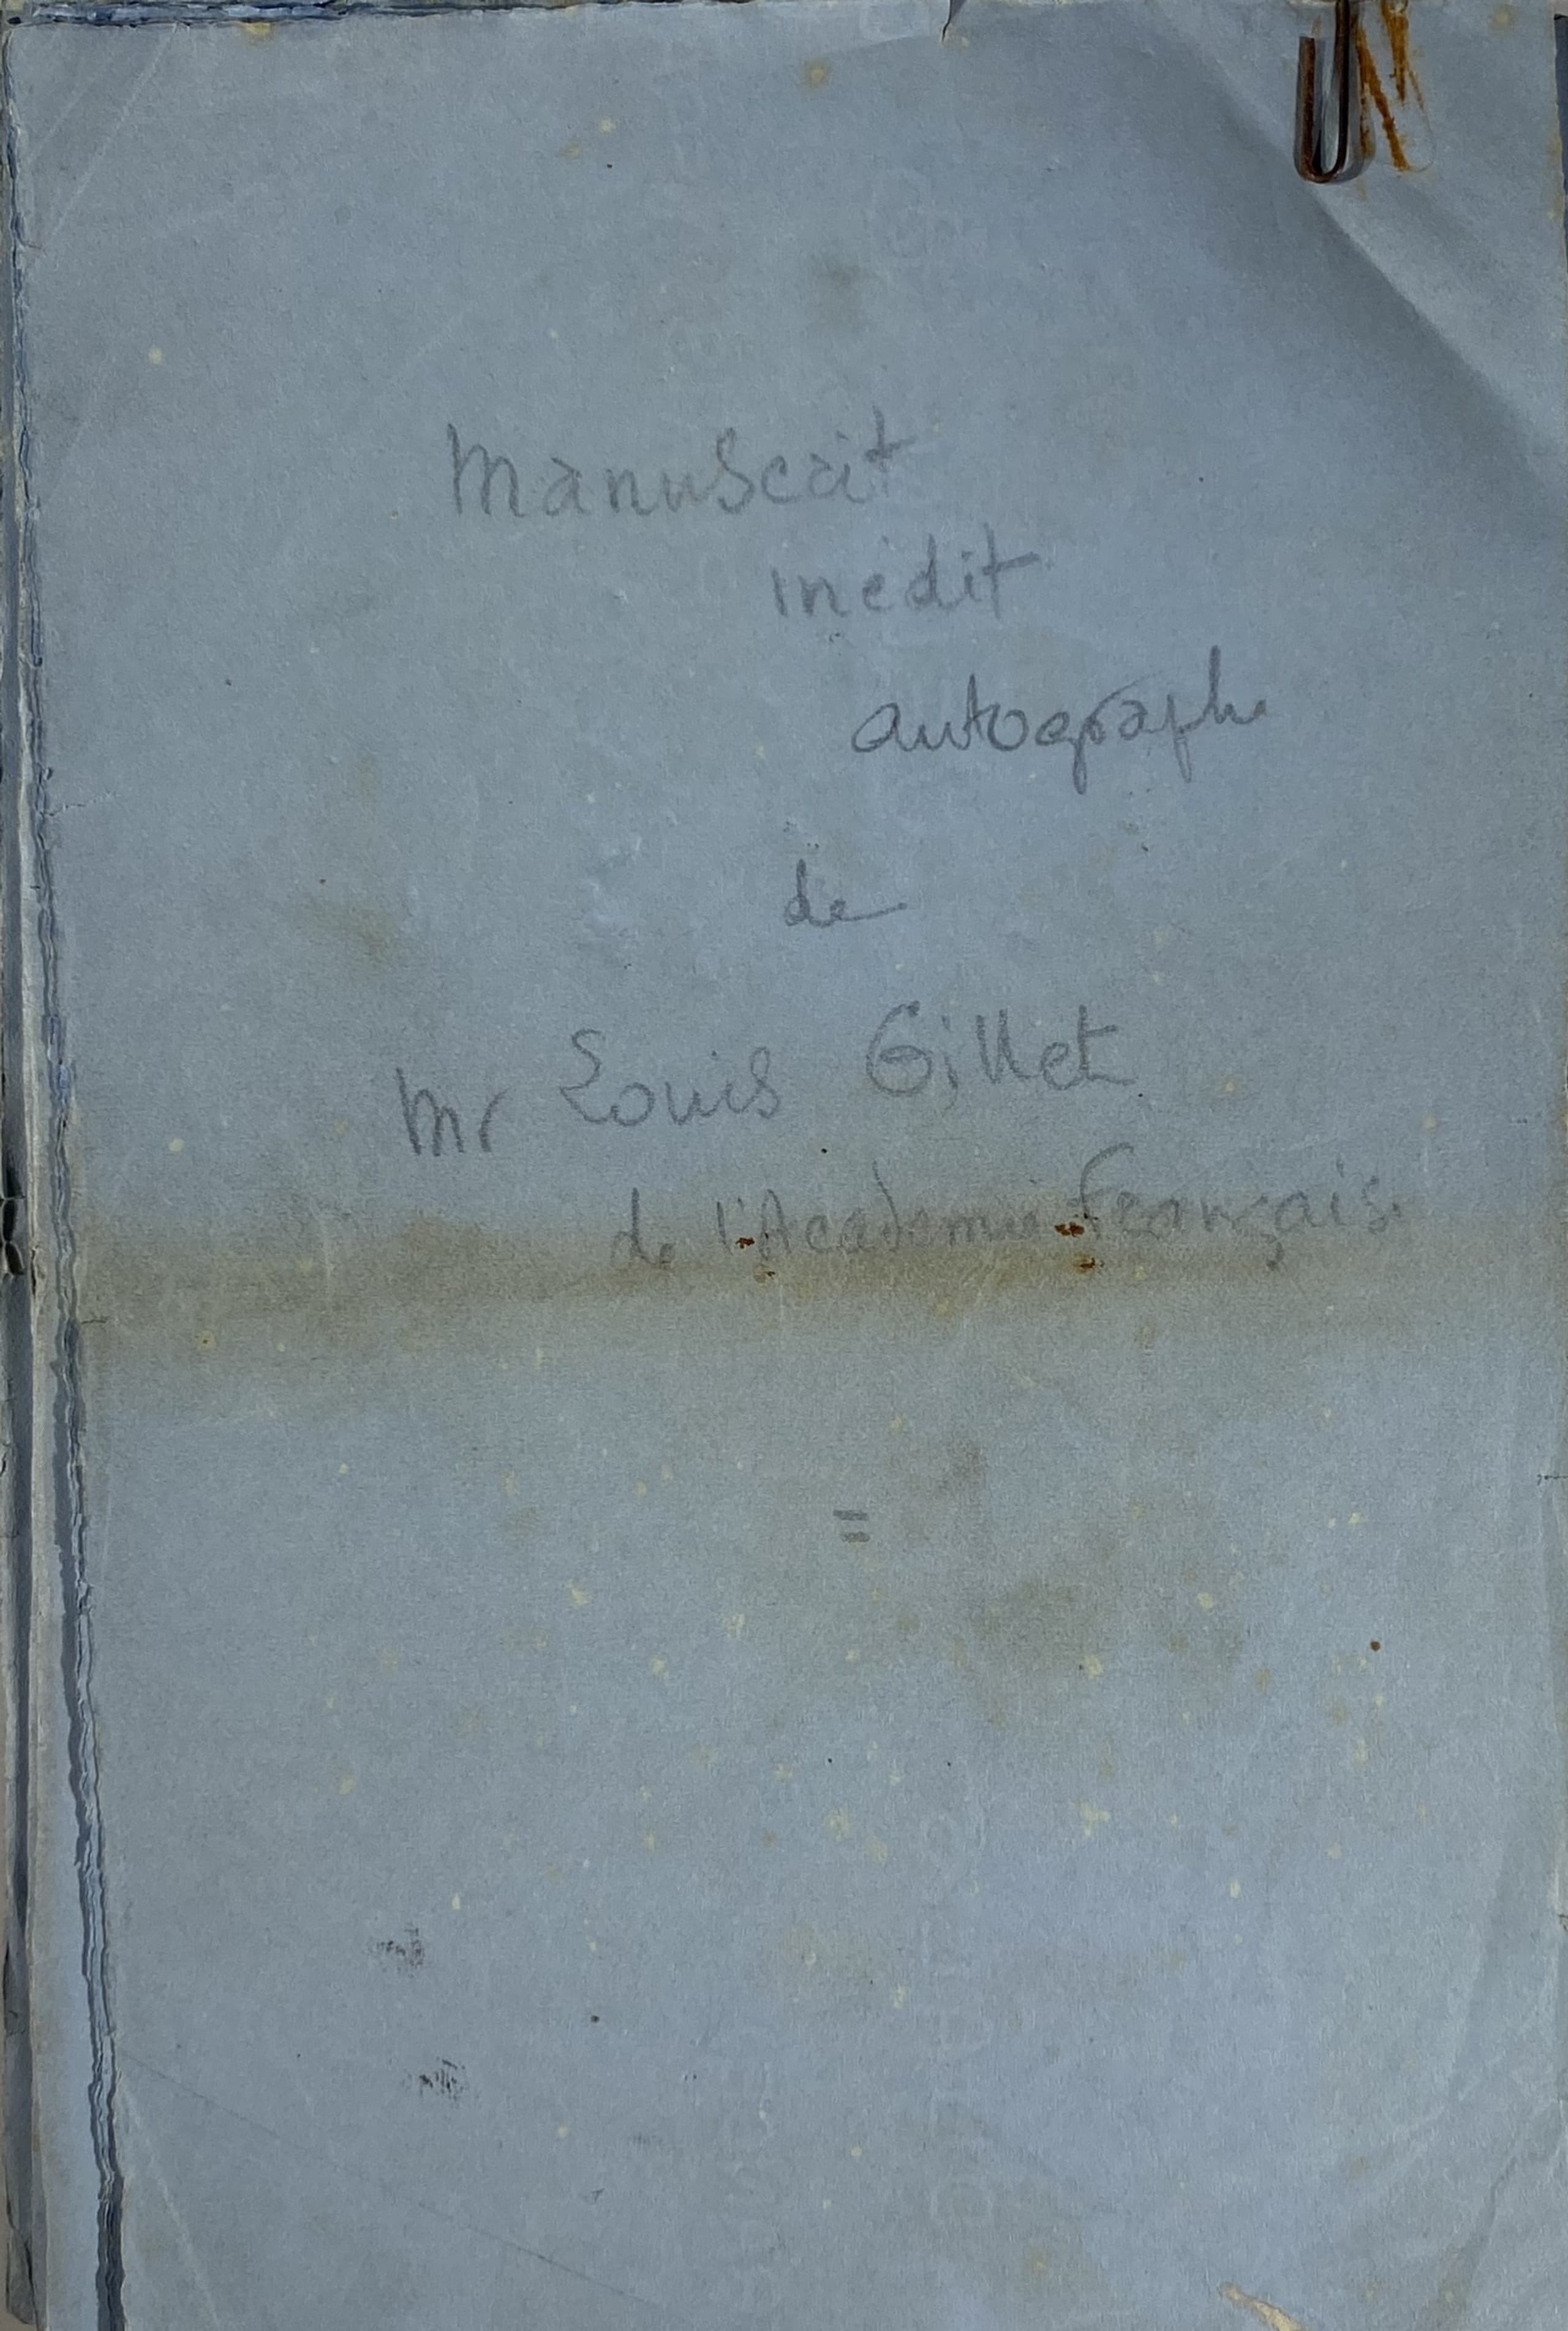 Manuscrit
inédit
autographe
de
Mr Louis Gillet
de l'Academie Française
=